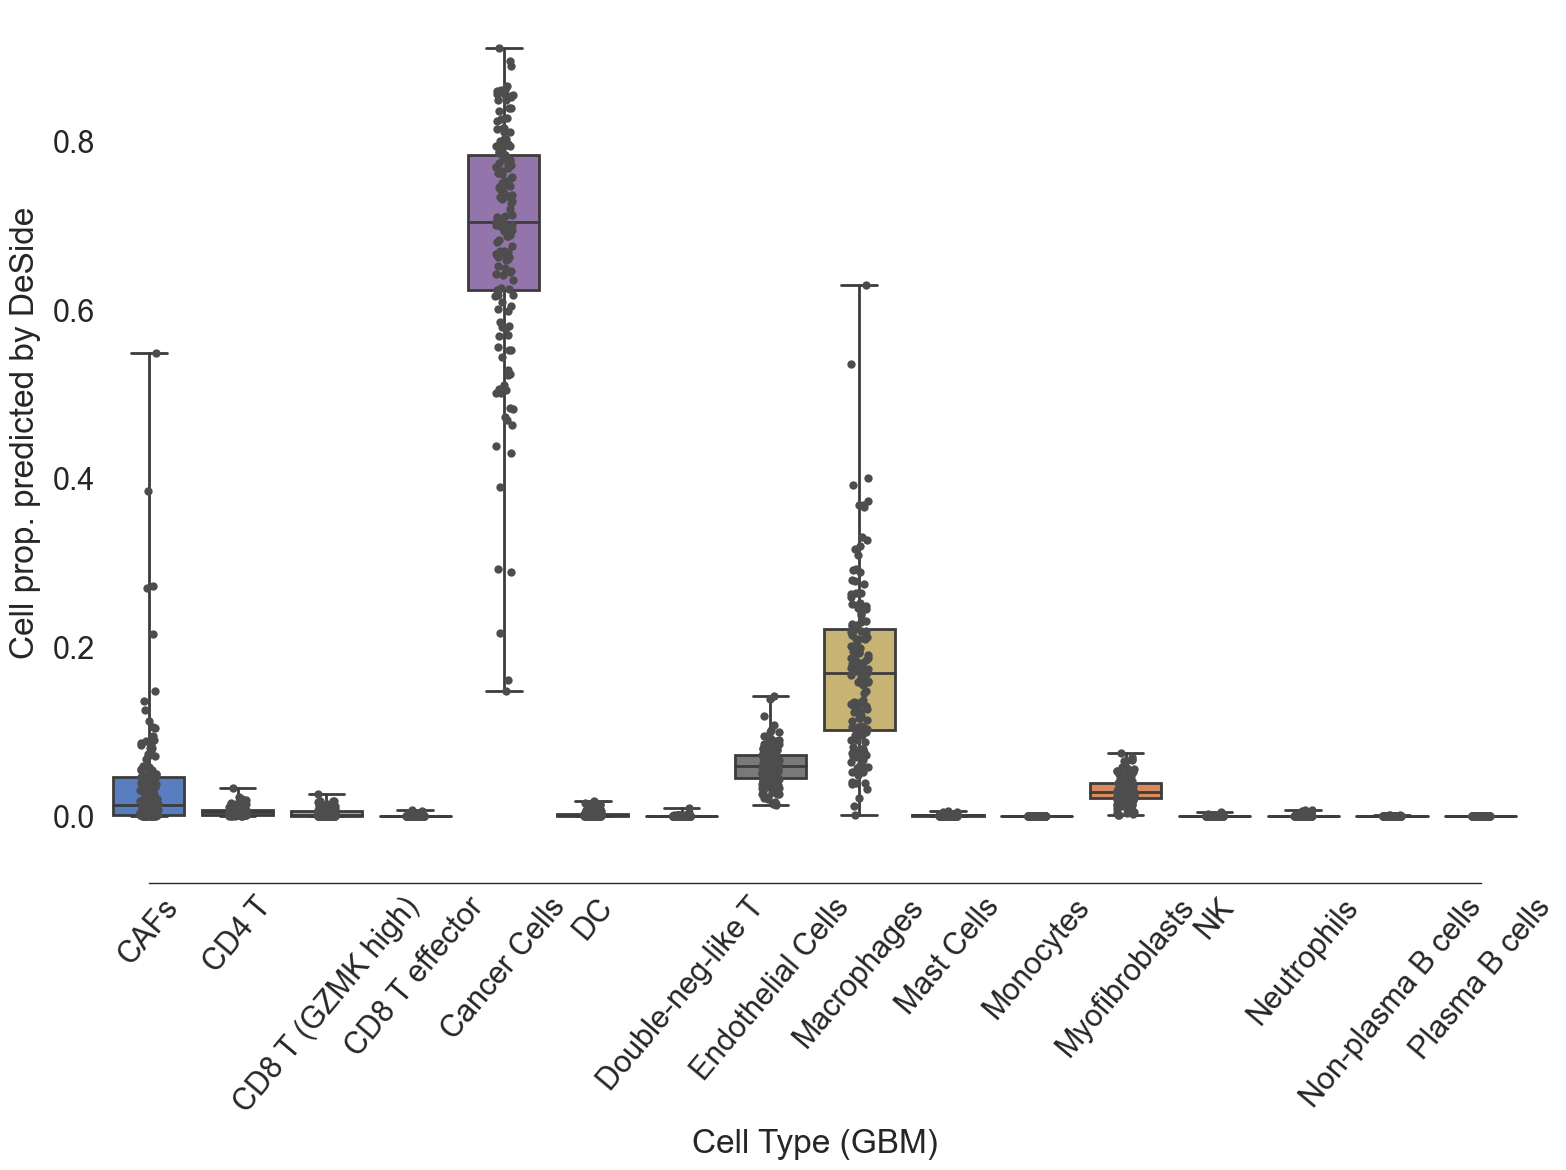 Cell prop. predicted by DeSide
0.8
0.6
0.4
0.2
0.0
CAFs
CD4 T
CD8 T (GZMK high)
CD8 T effector
Cancer Cells
DC
Double-neg-like T
Endothelial Cells
Macrophages
Mast Cells
Monocytes
Myofibroblasts
NK
Neutrophils
Non-plasma B cells
Plasma B cells
Cell Type (GBM)